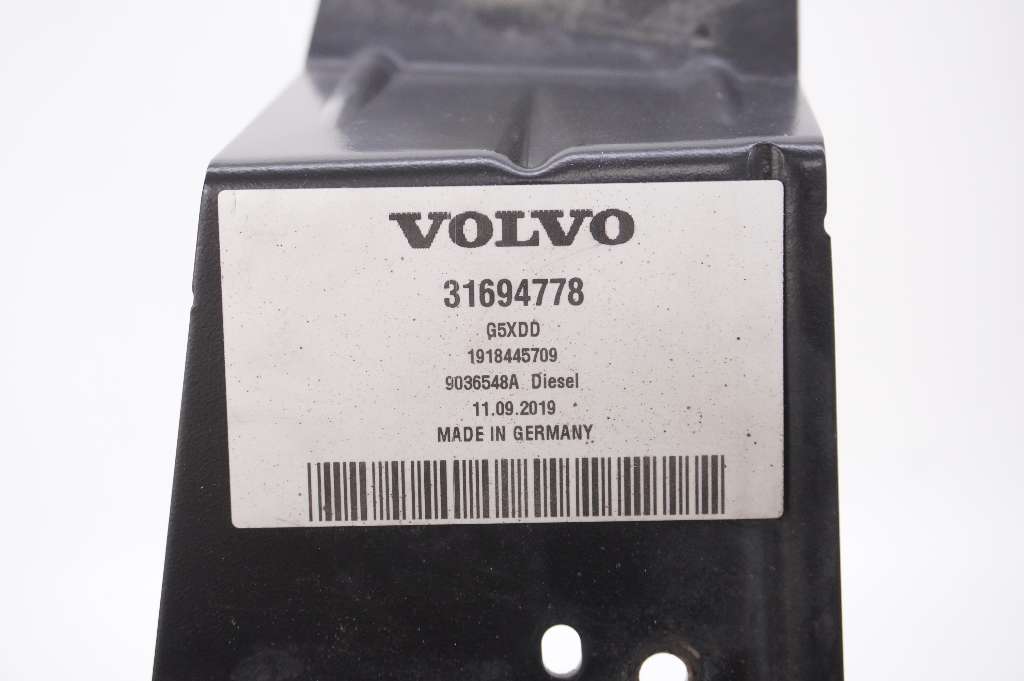 VOLVO
31694778
G5XDD
1918445709
9036548A Diesel
11.09.2019
MADE IN GERMANY